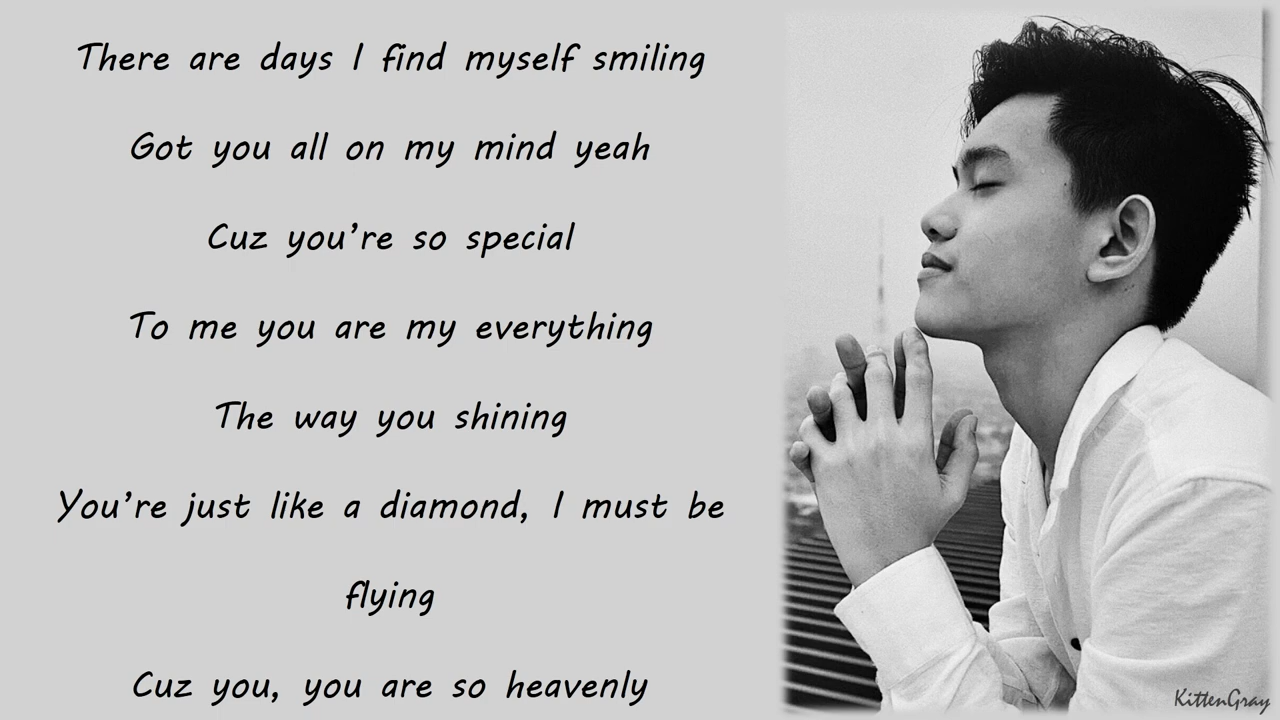 There are days I find myself smiling
Got you all on my mind yeah
Cuz you’re so special
To me you are my everything
The way you shining
You’re just like a diamond, I must be
flying
Cuz you, you are so heavenly
KittenGray